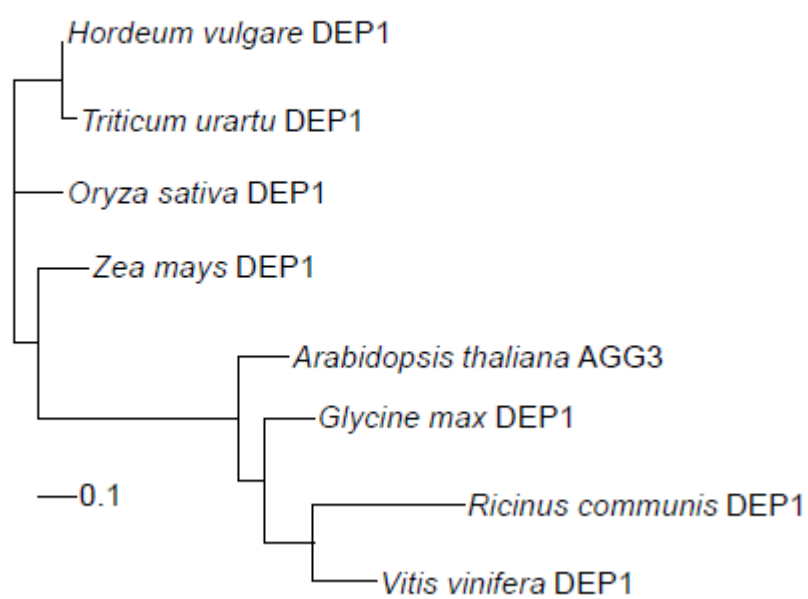 Hordeum vulgare DEP1
Triticum urartu DEP1
Oryza sativa DEP1
Zea mays DEP1
Arabidopsis thaliana AGG3
Glycine max DEP1
0.1
Ricinus communis DEP1
Vitis vinifera DEP1